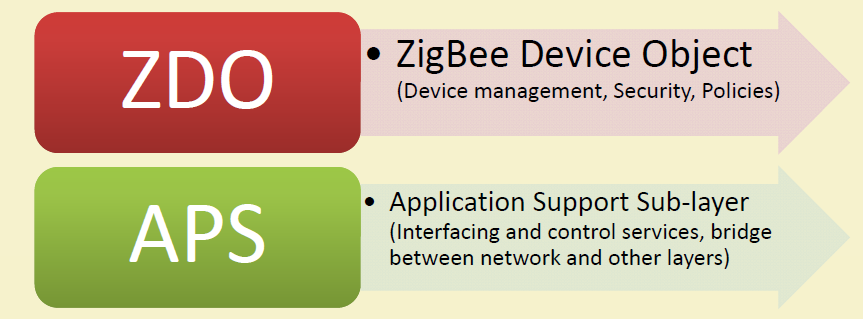 ZDO
• ZigBee Device Object
(Device management, Security, Policies)
APS
• Application Support Sub-layer
(Interfacing and control services, bridge
between network and other layers)